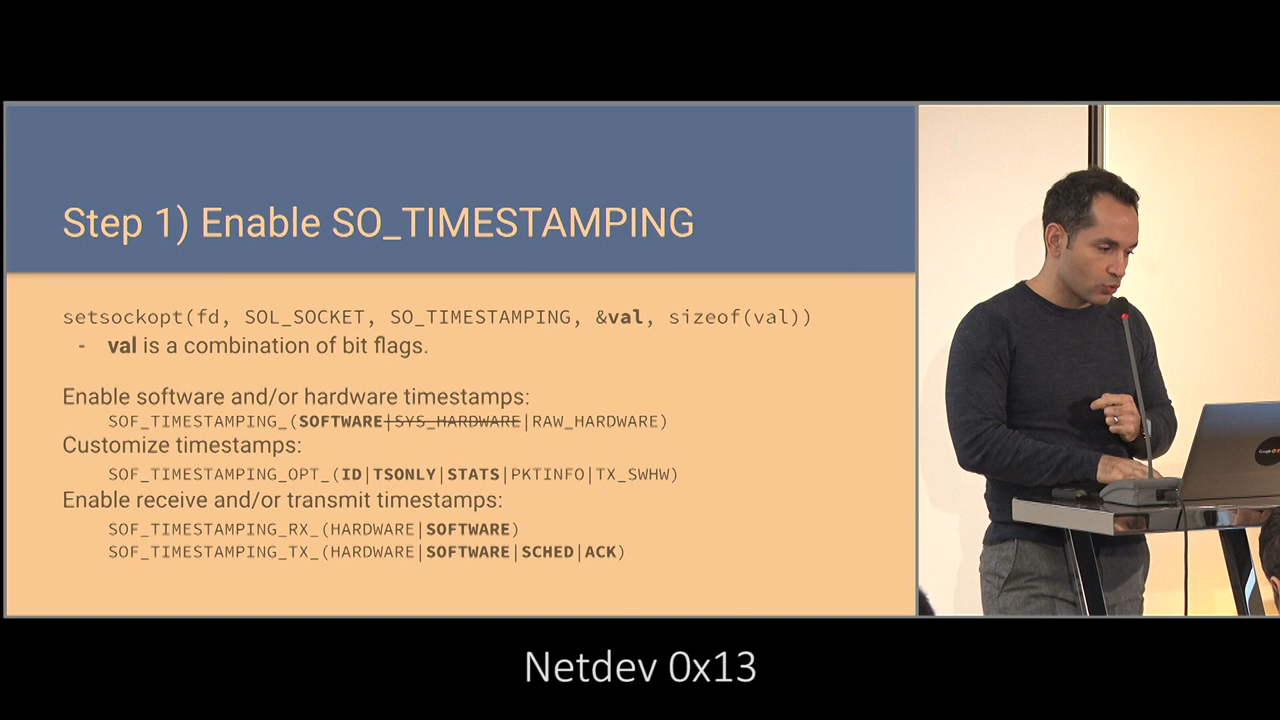 Step 1) Enable SO_TIMESTAMPING
setsockopt(fd, SOL_SOCKET, SO_TIMESTAMPING, &val, sizeof(val))
- val is a combination of bit flags.
Enable software and/or hardware timestamps:
SOF_TIMESTAMPING_(SOFTWARE|SYS_HARDWARE|RAW_HARDWARE)
Customize timestamps:
SOF_TIMESTAMPING_OPT_(ID|TSONLY|STATS|PKTINFO|TX_SWHW)
Enable receive and/or transmit timestamps:
SOF_TIMESTAMPING_RX_(HARDWARE|SOFTWARE)
SOF_TIMESTAMPING_TX_(HARDWARE|SOFTWARE|SCHED|ACK)
Netdev 0x13